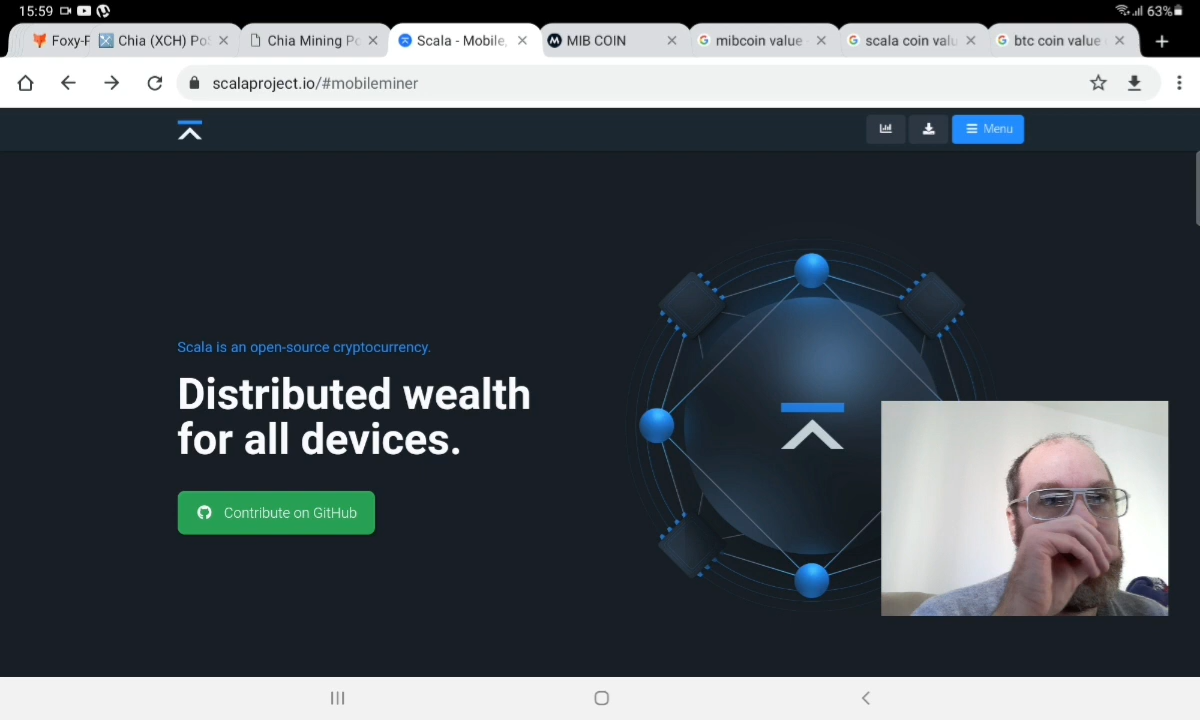 15:59
63%
Foxy-F
Chia (XCH) Po
Chia Mining Po
Scala - Mobile,
MIB COIN
mibcoin value
scala coin valu
btc coin value
scalaproject.io/#mobileminer
Menu
Scala is an open-source cryptocurrency.
Distributed wealth
for all devices.
Contribute on GitHub